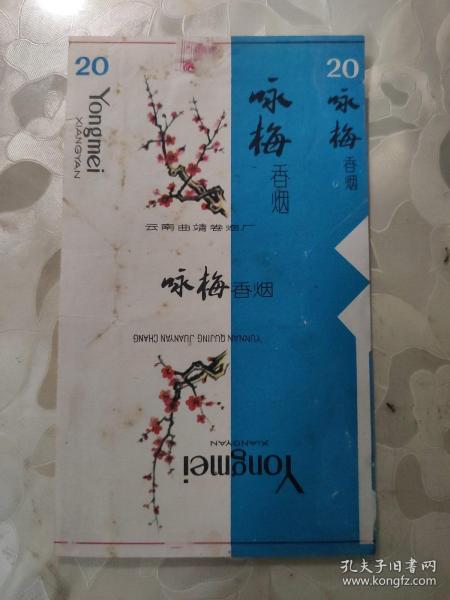 20
Yongmei
XIANGYAN
咏梅
香烟
20
咏梅
香烟
云南曲靖卷烟厂
咏梅香烟
YUNNAN QUJING JUANYAN CHANG
XIANGYAN
Yongmei
孔夫子旧书网
www.kongfz.com